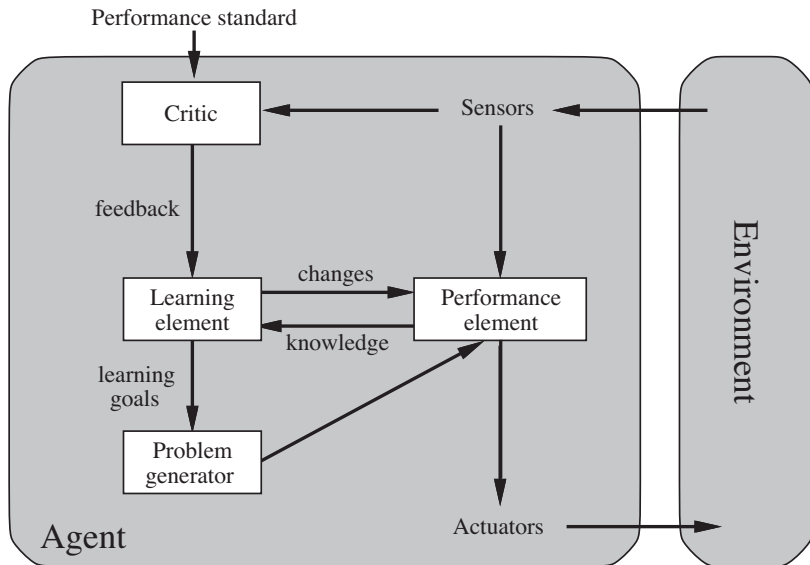 Performance standard
Critic
Sensors
feedback
changes
Learning
element
Performance
element
knowledge
learning
goals
Problem
generator
Actuators
Agent
Environment